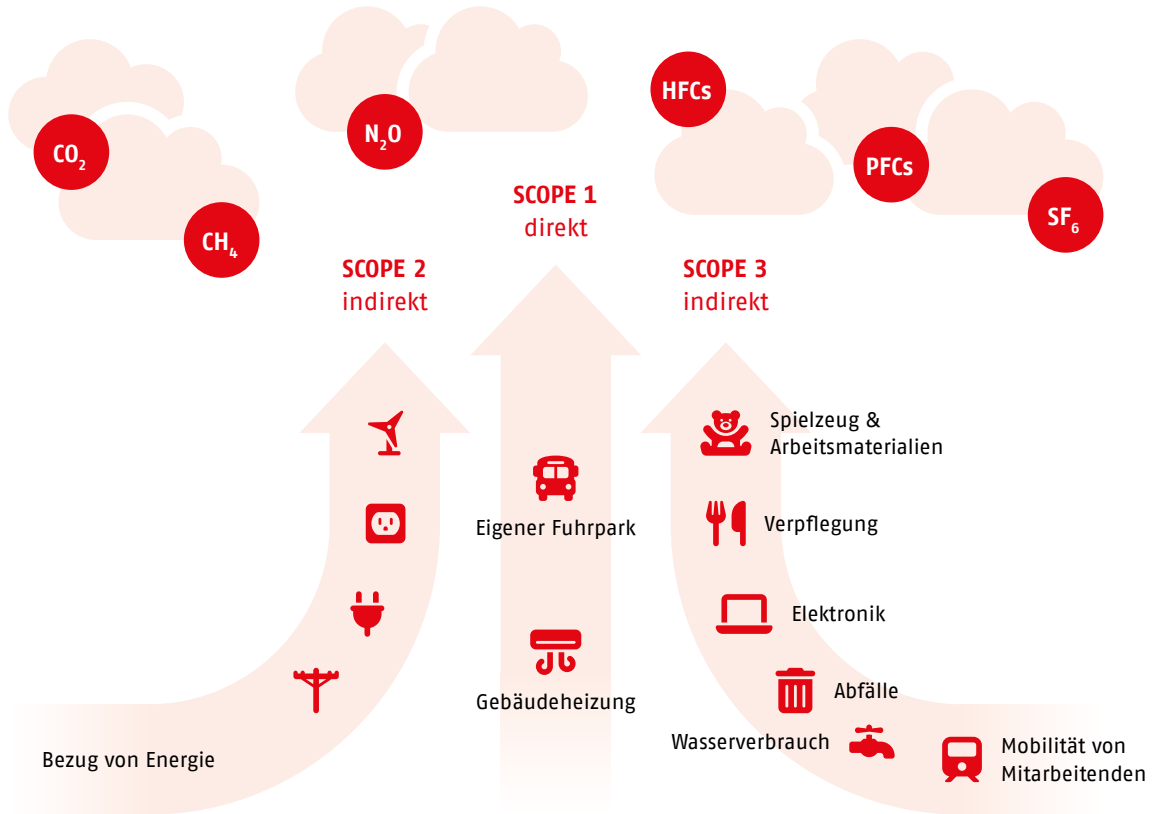 CO₂
CH₄
N₂O
HFCs
PFCs
SF₆
SCOPE 1
direkt
SCOPE 2
indirekt
SCOPE 3
indirekt
Bezug von Energie
Eigener Fuhrpark
Gebäudeheizung
Spielzeug &
Arbeitsmaterialien
Verpflegung
Elektronik
Abfälle
Wasserverbrauch
Mobilität von
Mitarbeitenden